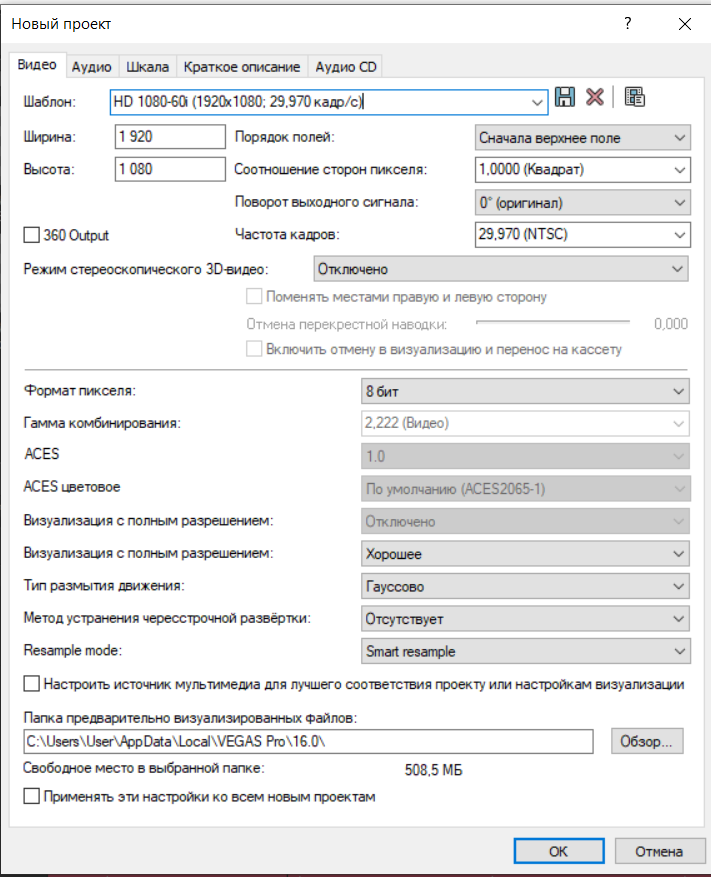 Новый проект
?
Видео Аудио Шкала Краткое описание Аудио CD
Шаблон: HD 1080-60i (1920x1080; 29,970 кадр/с)
Ширина: 1 920 Порядок полей: Сначала верхнее поле
Высота: 1 080 Соотношение сторон пикселя: 1,0000 (Квадрат)
Поворот выходного сигнала: 0° (оригинал)
360 Output Частота кадров: 29,970 (NTSC)
Режим стереоскопического 3D-видео: Отключено
Поменять местами правую и левую сторону
Отмена перекрестной наводки: 0,000
Включить отмену в визуализацию и перенос на кассету
Формат пикселя: 8 бит
Гамма комбинирования: 2,222 (Видео)
ACES 1.0
ACES цветовое По умолчанию (ACES2065-1)
Визуализация с полным разрешением: Отключено
Визуализация с полным разрешением: Хорошее
Тип размытия движения: Гауссово
Метод устранения чересстрочной развёртки: Отсутствует
Resample mode: Smart resample
Настроить источник мультимедиа для лучшего соответствия проекту или настройкам визуализации
Папка предварительно визуализированных файлов:
C:\Users\User\AppData\Local\VEGAS Pro\16.0\ Обзор...
Свободное место в выбранной папке: 508,5 МБ
Применять эти настройки ко всем новым проектам
ОК Отмена